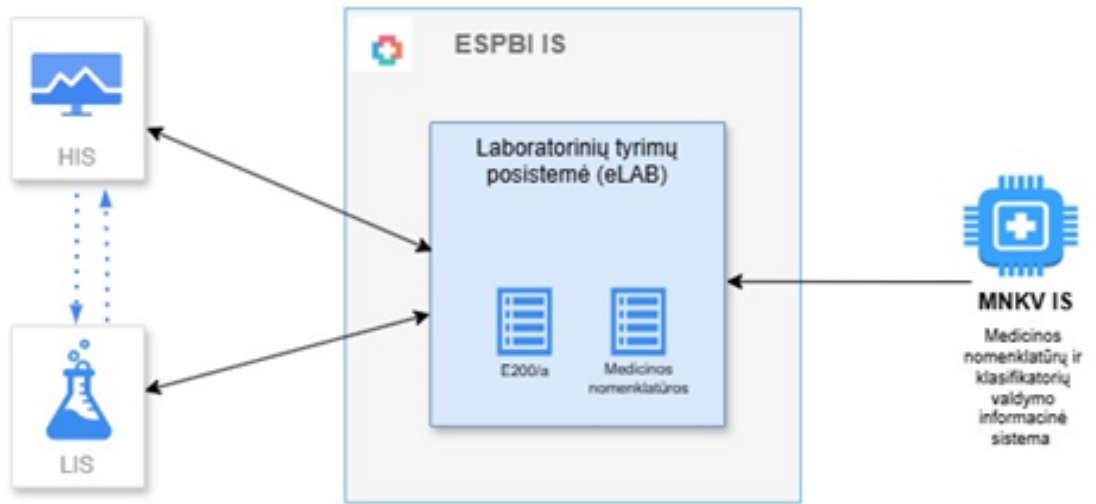 ESPBI IS
HIS
Laboratorinių tyrimų
posistemė (eLAB)
E200/a
Medicinos
nomenklatūros
LIS
MNKV IS
Medicinos
nomenklatūrų ir
klasifikatorių
valdymo
informacinė
sistema